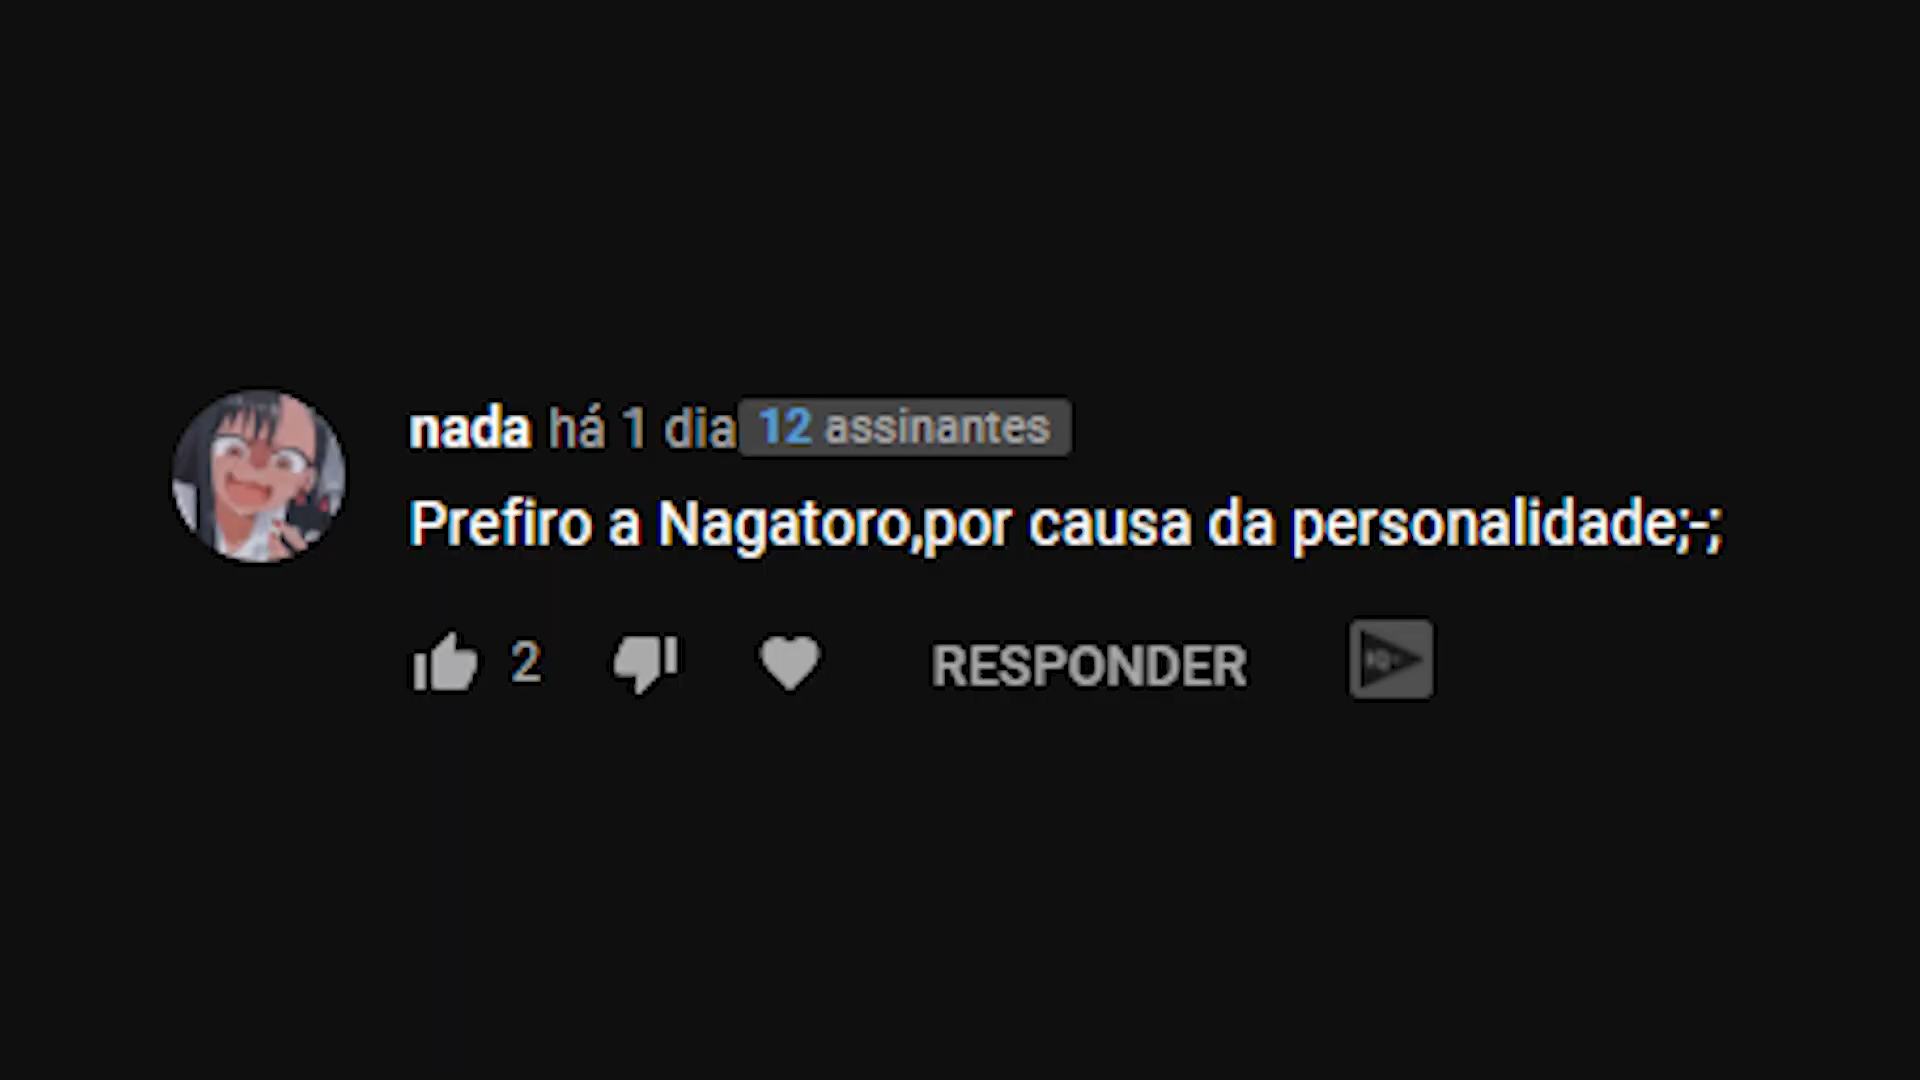 nada há 1 dia 12 assinantes
Prefiro a Nagatoro,por causa da personalidade;-;
2 RESPONDER